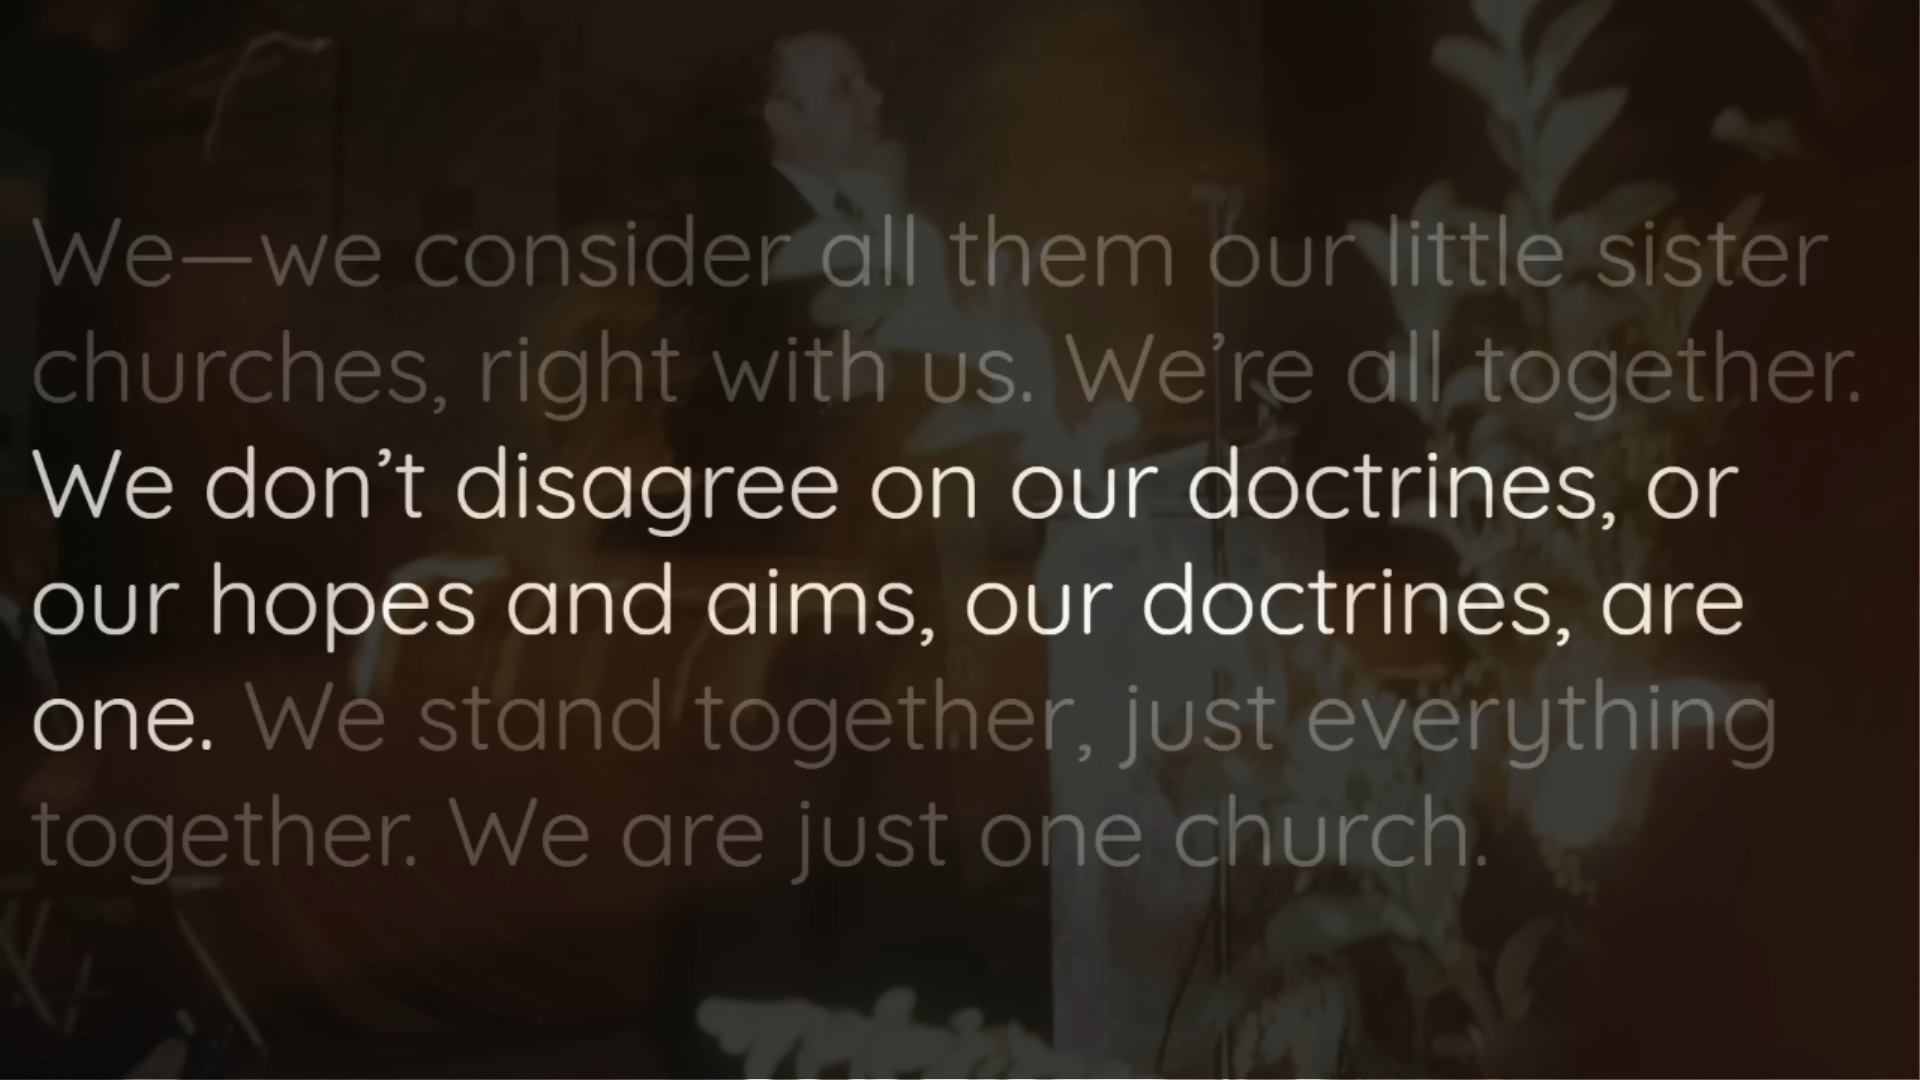 We—we consider all them our little sister
churches, right with us. We’re all together.
We don’t disagree on our doctrines, or
our hopes and aims, our doctrines, are
one. We stand together, just everything
together. We are just one church.